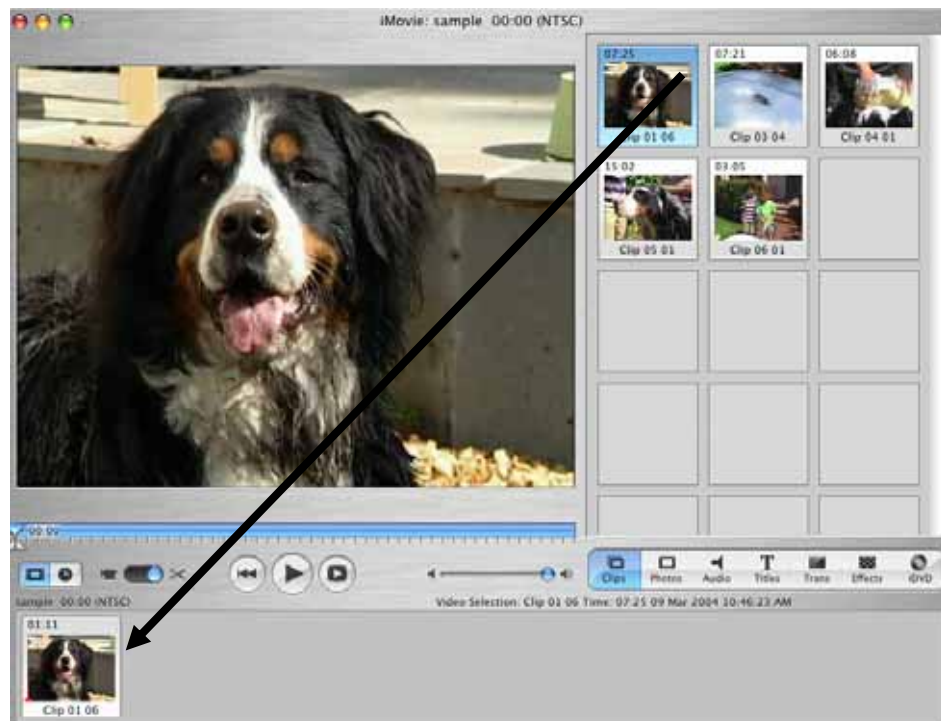 iMovie: sample 00:00 (NTSC)
07:25
07:21
06:08
Clip 01 06
Clip 03 04
Clip 04 01
15:02
03:05
Clip 05 01
Clip 06 01
00:00
Clips
Photos
Audio
Titles
Trans
Effects
iDVD
sample 00:00 (NTSC)
Video Selection: Clip 01 06 Time: 07:25 09 Mar 2004 10:46:23 AM
01:11
Clip 01 06